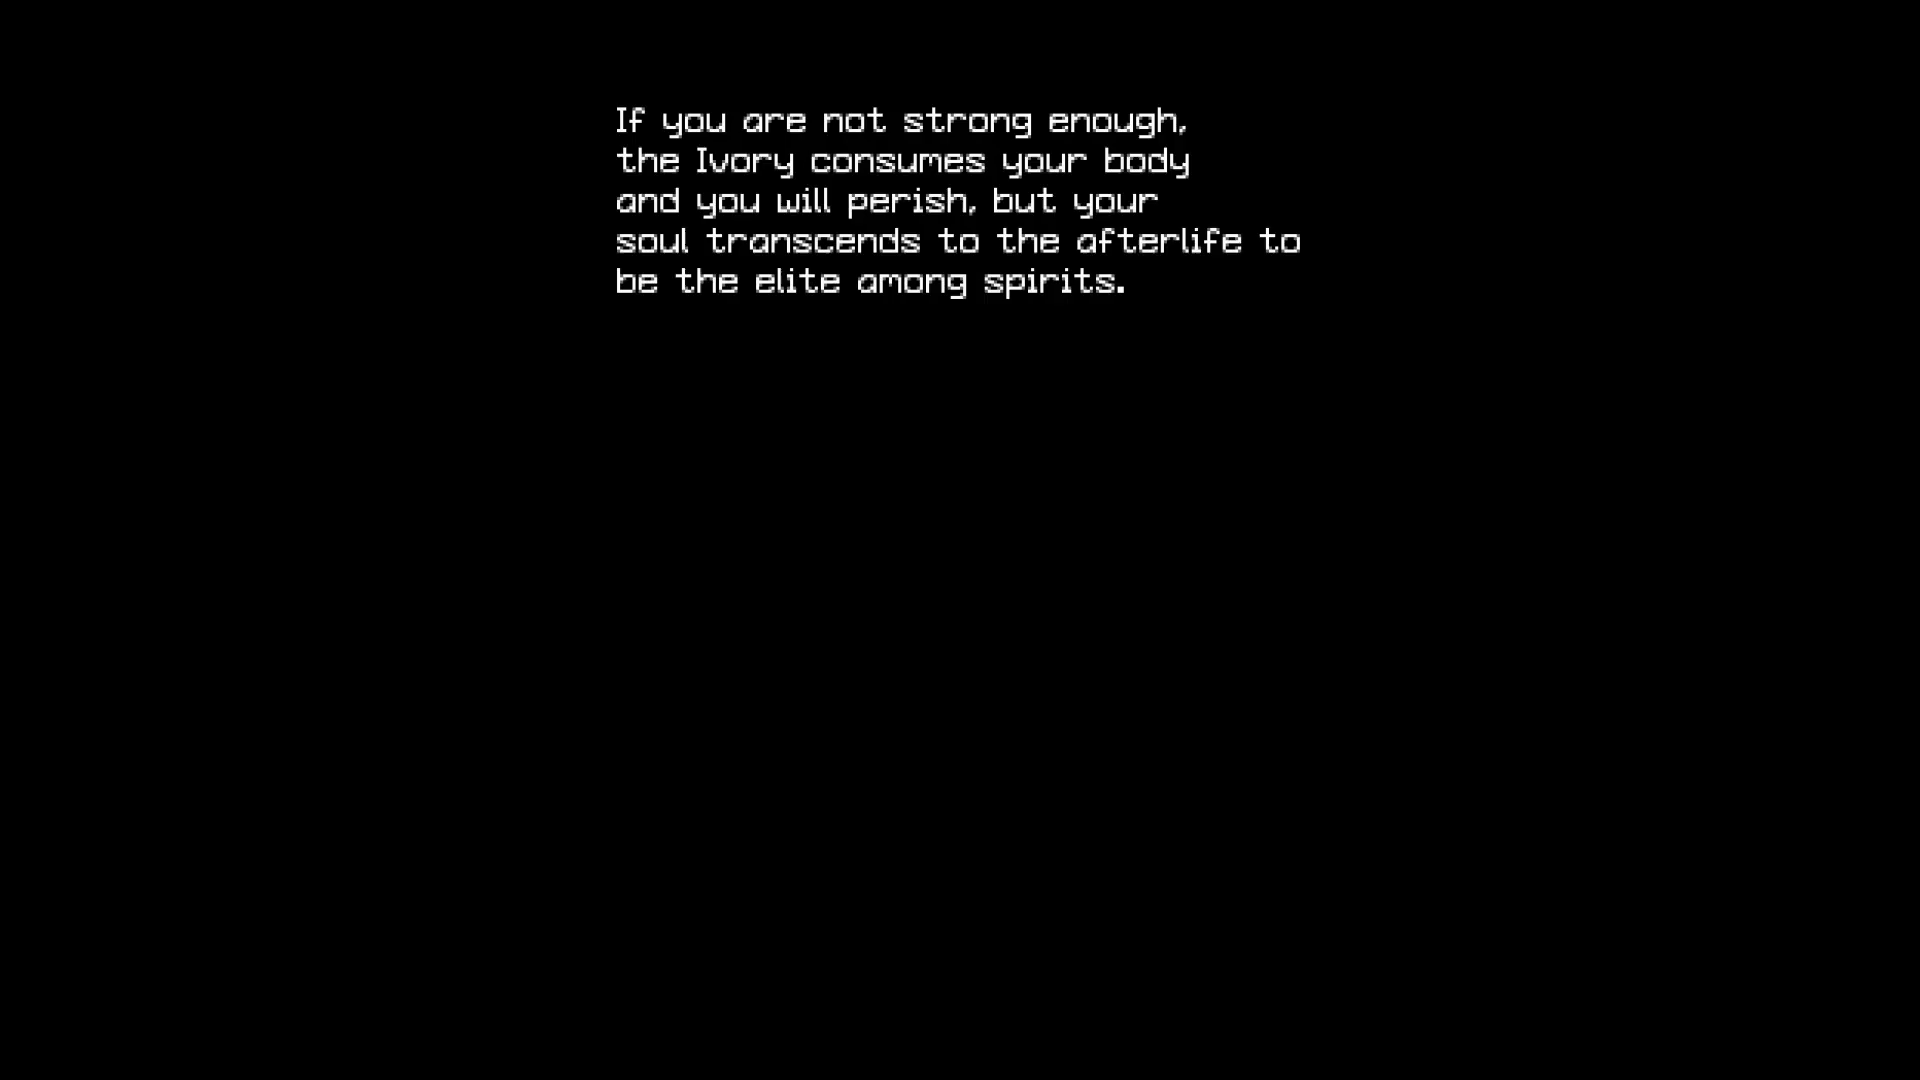 If you are not strong enough,
the Ivory consumes your body
and you will perish, but your
soul transcends to the afterlife to
be the elite among spirits.